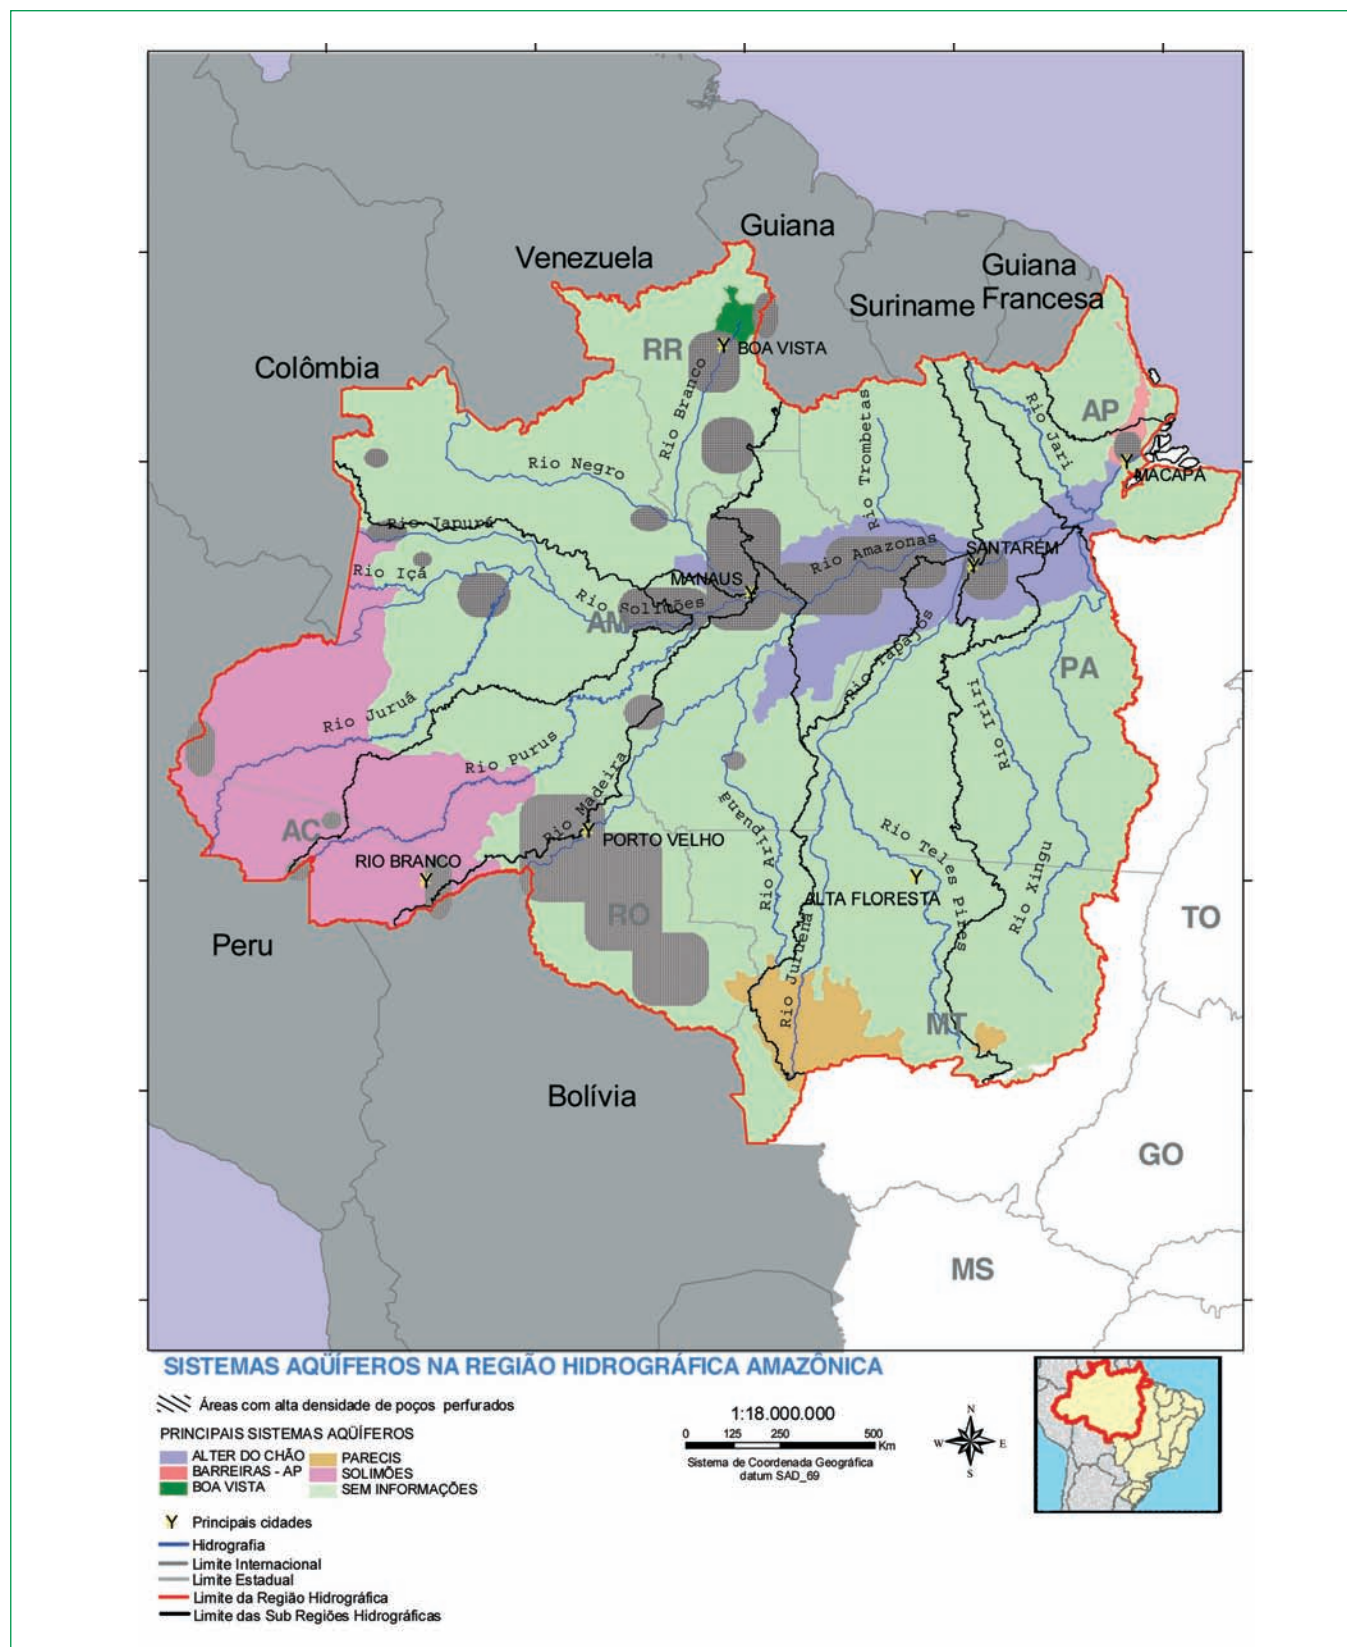 Guiana
Venezuela
Guiana
Francesa
Suriname
RR
BOA VISTA
Colômbia
Rio Branco
Rio Trombetas
Rio Jari
AP
Rio Negro
MACAPÁ
Rio Japurá
Rio Amazonas
SANTARÉM
Rio Içá
MANAUS
Rio Solimões
AM
Rio Tapajós
PA
Rio Iriri
Rio Juruá
Rio Purus
Rio Madeira
Rio Aripuanã
AC
PORTO VELHO
Rio Teles Pires
RIO BRANCO
ALTA FLORESTA
Rio Xingu
RO
TO
Peru
Rio Juruena
MT
Bolívia
GO
MS
SISTEMAS AQÜÍFEROS NA REGIÃO HIDROGRÁFICA AMAZÔNICA
Áreas com alta densidade de poços perfurados
PRINCIPAIS SISTEMAS AQÜÍFEROS
ALTER DO CHÃO
BARREIRAS - AP
BOA VISTA
PARECIS
SOLIMÕES
SEM INFORMAÇÕES
Principais cidades
Hidrografia
Limite Internacional
Limite Estadual
Limite da Região Hidrográfica
Limite das Sub Regiões Hidrográficas
1:18.000.000
0 125 250 500
Km
Sistema de Coordenada Geográfica
datum SAD_69
N
W E
S